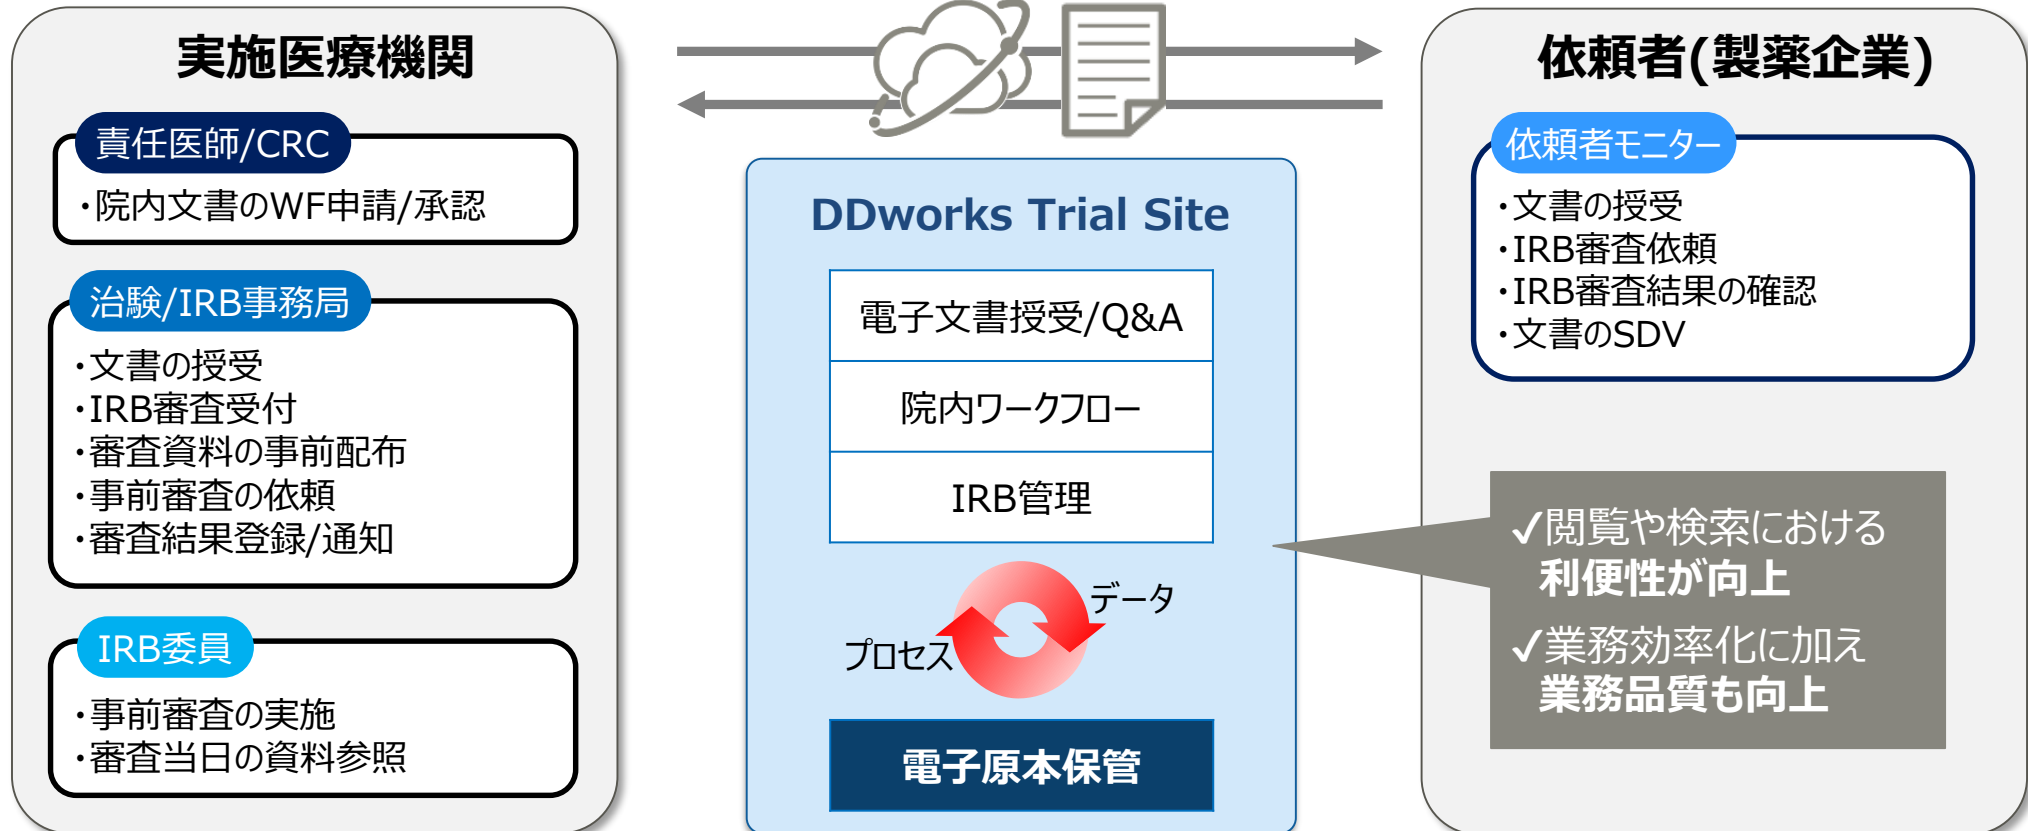 実施医療機関
責任医師/CRC
・院内文書のWF申請/承認
治験/IRB事務局
・文書の授受
・IRB審査受付
・審査資料の事前配布
・事前審査の依頼
・審査結果登録/通知
IRB委員
・事前審査の実施
・審査当日の資料参照
DDworks Trial Site
電子文書授受/Q&A
院内ワークフロー
IRB管理
データ
プロセス
電子原本保管
依頼者(製薬企業)
依頼者モニター
・文書の授受
・IRB審査依頼
・IRB審査結果の確認
・文書のSDV
✓閲覧や検索における
利便性が向上
✓業務効率化に加え
業務品質も向上